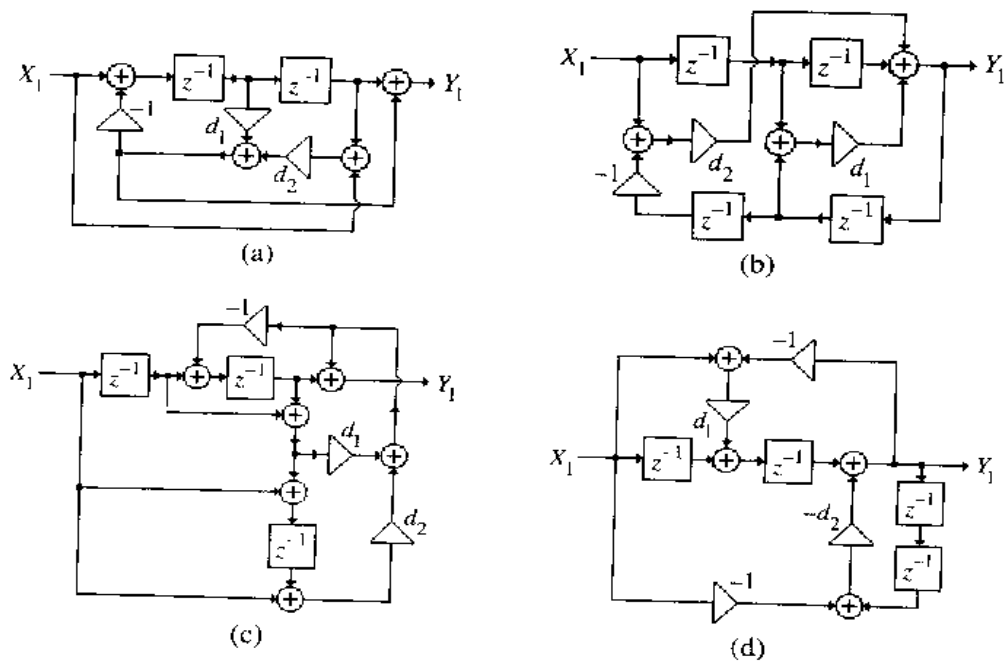 X₁ z⁻¹ z⁻¹ Y₁
−1 d₁ d₂
(a)
X₁ z⁻¹ z⁻¹ Y₁
d₂ d₁
−1 z⁻¹ z⁻¹
(b)
−1
X₁ z⁻¹ z⁻¹ Y₁
d₁
z⁻¹ d₂
(c)
−1
d₁
X₁ z⁻¹ z⁻¹ Y₁
−d₂ z⁻¹
z⁻¹
−1
(d)